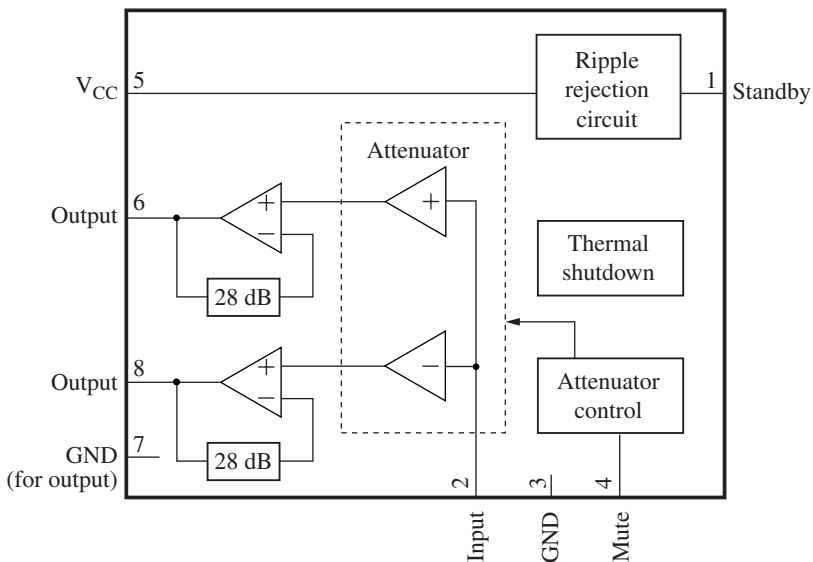 Ripple
rejection
circuit
V_CC
5
1
Standby
Attenuator
Output
6
+
−
+
28 dB
Thermal
shutdown
Output
8
+
−
−
28 dB
Attenuator
control
GND
(for output)
7
2
3
4
Input
GND
Mute